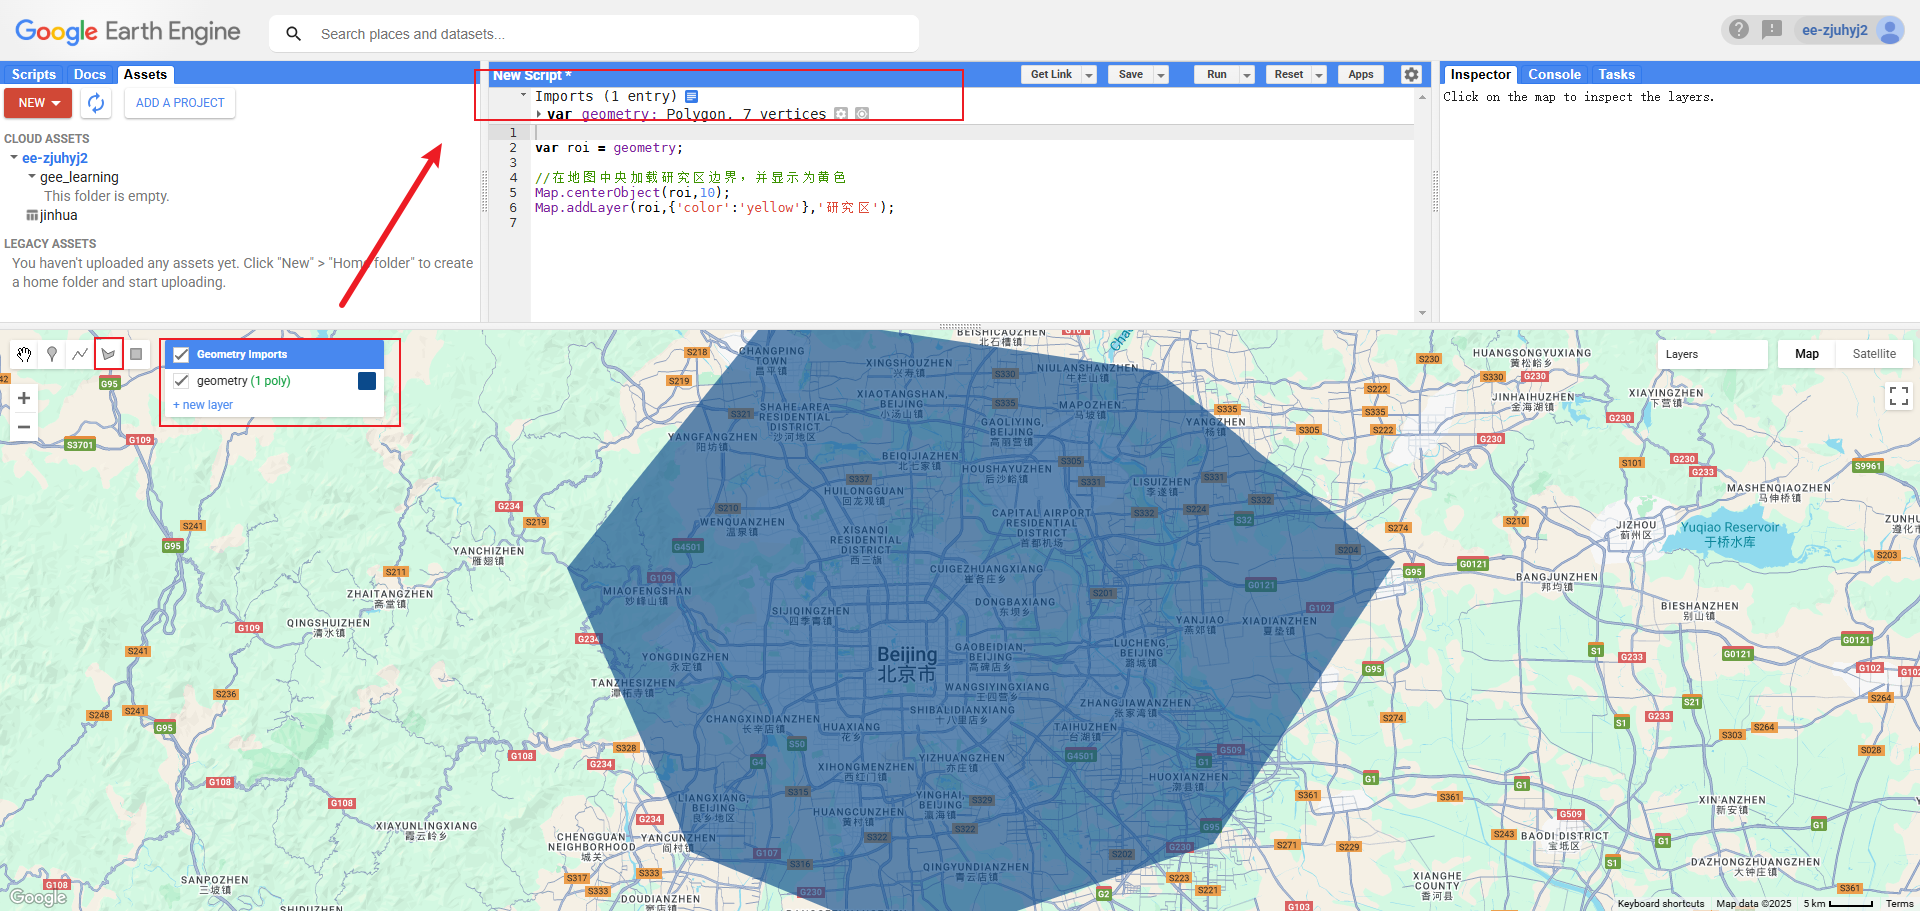 Google Earth Engine
Search places and datasets...
ee-zjuhyj2
Scripts Docs Assets
NEW
ADD A PROJECT
CLOUD ASSETS
ee-zjuhyj2
gee_learning
This folder is empty.
jinhua
LEGACY ASSETS
You haven't uploaded any assets yet. Click "New" > "Home folder" to create
a home folder and start uploading.
New Script *
Get Link Save Run Reset Apps
Imports (1 entry)
var geometry: Polygon, 7 vertices
1
2 var roi = geometry;
3
4 //在地图中央加载研究区边界，并显示为黄色
5 Map.centerObject(roi,10);
6 Map.addLayer(roi,{'color':'yellow'},'研究区');
7
Inspector Console Tasks
Click on the map to inspect the layers.
Geometry Imports
geometry (1 poly)
+ new layer
Layers
Map Satellite
BEISHICAOZHEN
北石槽镇
CHANGPING
TOWN
昌平镇
XINGSHOUZHEN
兴寿镇
NIULANSHANZHEN
牛栏山镇
HUANGSONGYUXIANG
黄松峪乡
XIAOTANGSHAN,
BEIJING
小汤山镇
MAPOZHEN
马坡镇
JINHAIHUZHEN
金海湖镇
XIAYINGZHEN
下营镇
SHAHE AREA
RESIDENTIAL
DISTRICT
沙河地区
GAOLIYING,
BEIJING
高丽营镇
YANGZHEN
杨镇
YANGFANGZHEN
阳坊镇
BEIQIJIAZHEN
北七家镇
HOUSHAYUZHEN
后沙峪镇
HUILONGGUAN
回龙观镇
LISUIZHEN
李遂镇
MASHENQIAOZHEN
马伸桥镇
WENQUANZHEN
温泉镇
XISANQI
RESIDENTIAL
DISTRICT
西三旗
CAPITAL AIRPORT
RESIDENTIAL
DISTRICT
首都机场
JIZHOU
蓟州区
Yuqiao Reservoir
于桥水库
ZUNHU
遵化市
YANCHIZHEN
雁翅镇
CUIGEZHUANGXIANG
崔各庄乡
BANGJUNZHEN
邦均镇
ZHAITANGZHEN
斋堂镇
MIAOFENGSHAN
妙峰山镇
DONGBAXIANG
东坝乡
BIESHANZHEN
别山镇
QINGSHUIZHEN
清水镇
SIJIQINGZHEN
四季青镇
YANJIAO
燕郊镇
XIADIANZHEN
夏垫镇
YONGDINGZHEN
永定镇
Beijing
北京市
GAOBEIDIAN,
BEIJING
高碑店乡
LUCHENG,
BEIJING
潞城镇
TANZHESIZHEN
潭柘寺镇
WANGSIYINGXIANG
王四营乡
ZHANGJIAWANZHEN
张家湾镇
CHANGXINDIANZHEN
长辛店镇
HUAXIANG
花乡
SHIBALIDIANXIANG
十八里店乡
TAIHUZHEN
台湖镇
XIHONGMENZHEN
西红门镇
YIZHUANGZHEN
亦庄镇
HUOXIANZHEN
漷县镇
LIANGXIANG,
BEIJING
良乡地区
HUANGCUNZHEN
黄村镇
YINGHAI,
BEIJING
瀛海镇
XIN'ANZHEN
新安镇
XIAYUNLINGXIANG
霞云岭乡
CHENGGUAN
NEIGHBORHOOD
城关
YANCUNZHEN
阎村镇
BAODI DISTRICT
宝坻区
QINGYUNDIANZHEN
青云店镇
DAZHONGZHUANGZHEN
大钟庄镇
SANPOZHEN
三坡镇
XIANGHE
COUNTY
香河县
DOUDIANZHEN
窦店镇
SHIDUZHEN
Google
Keyboard shortcuts Map data ©2025 5 km Terms